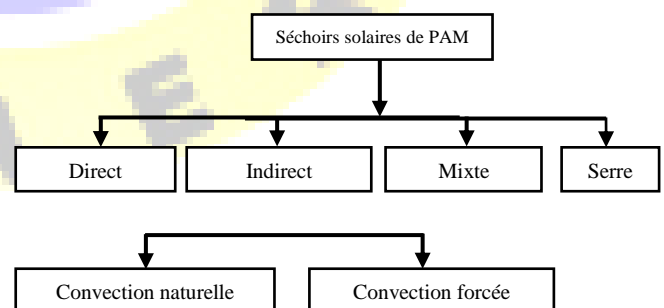 Séchoirs solaires de PAM
Direct Indirect Mixte Serre
Convection naturelle Convection forcée